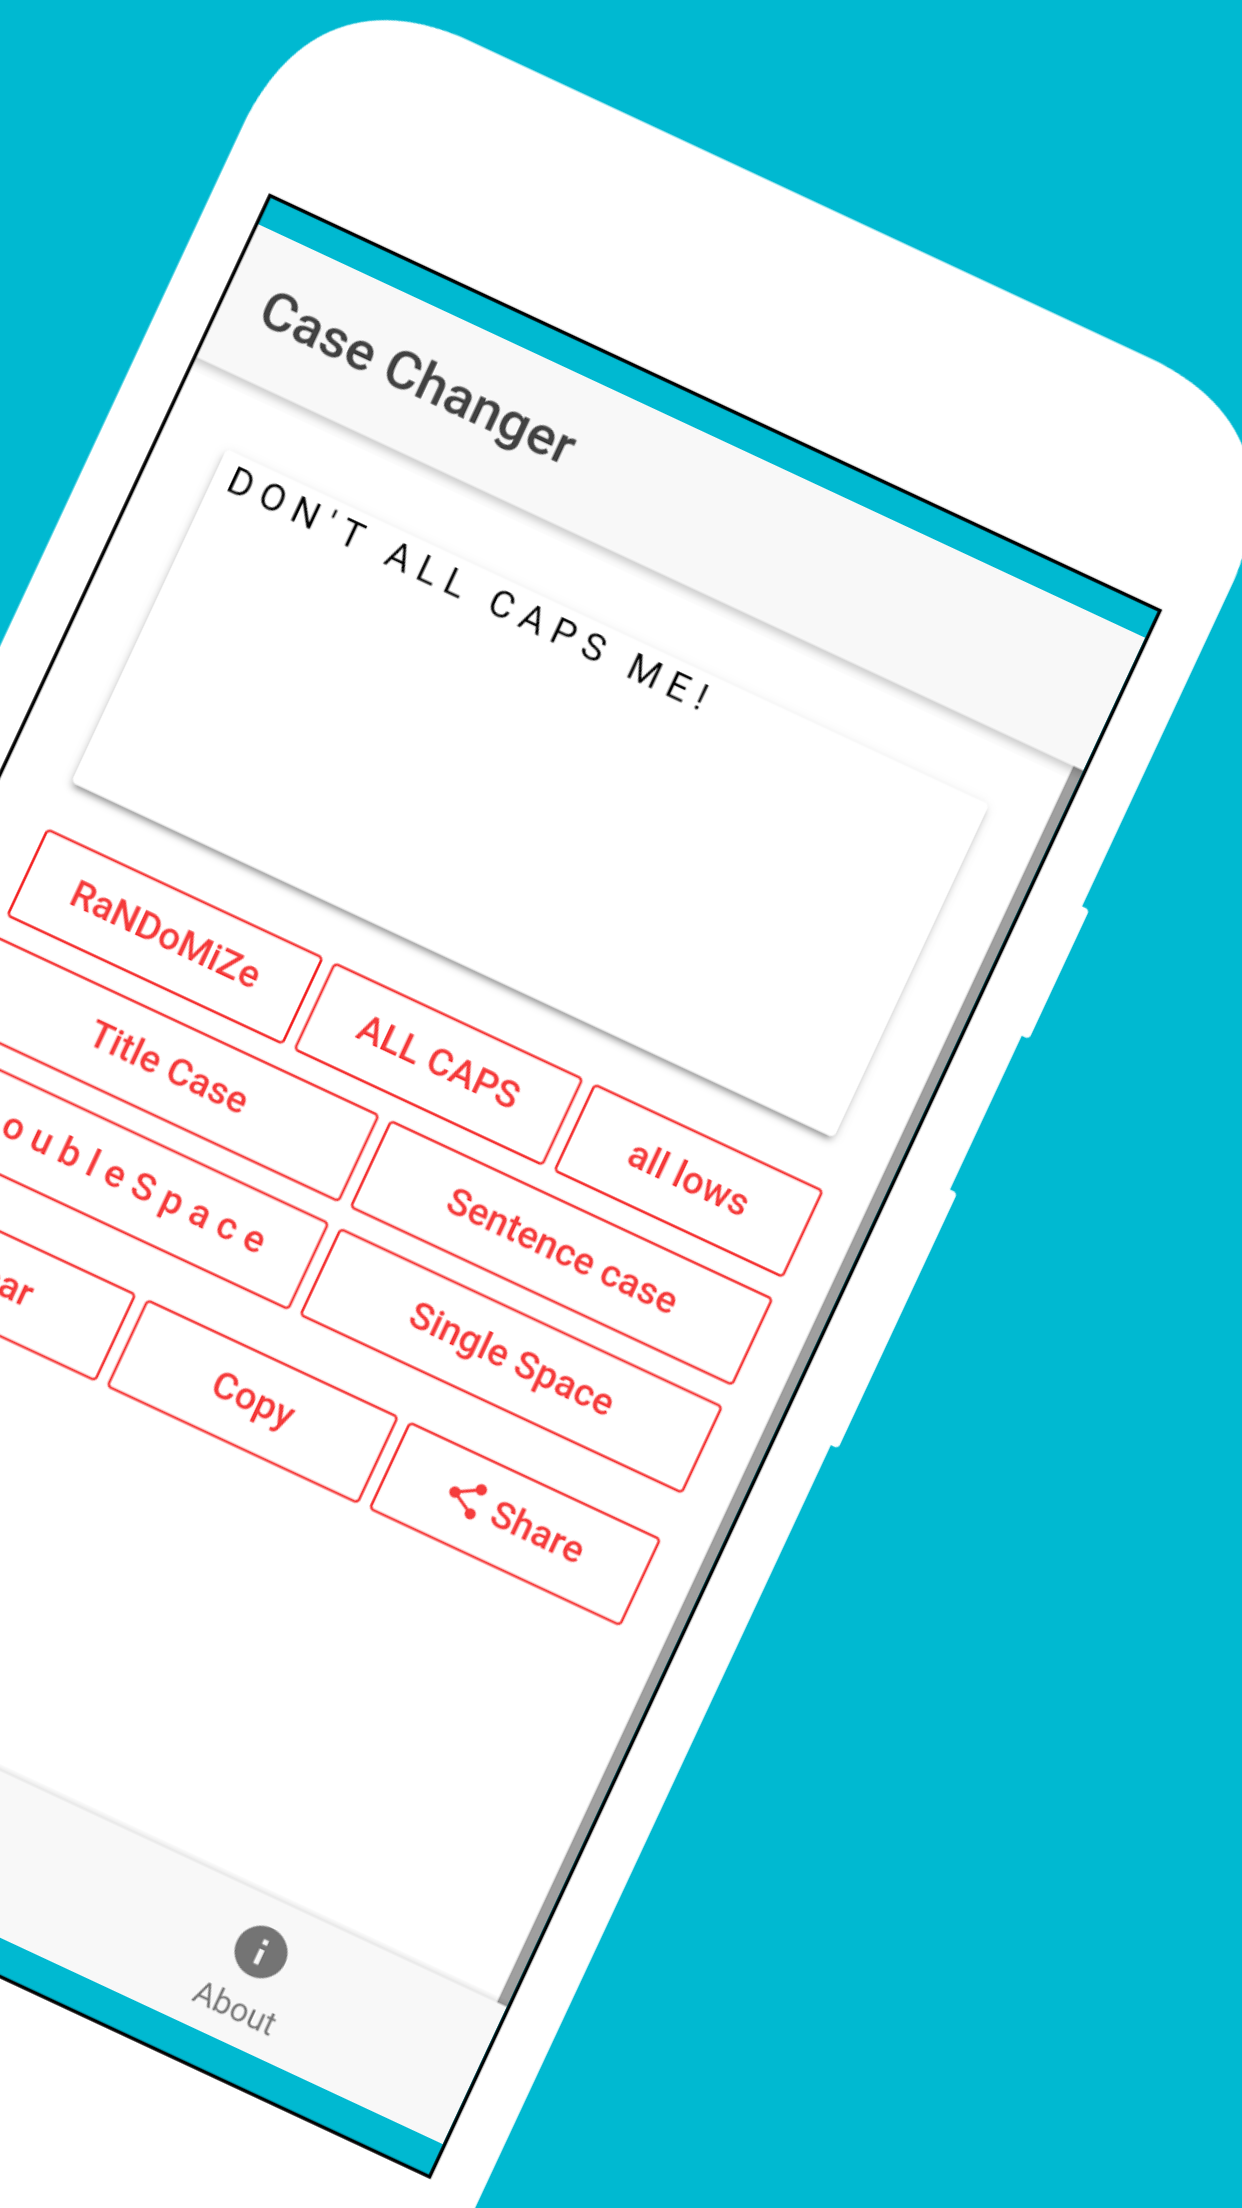 Case Changer
D O N ' T  A L L  C A P S  M E !
RaNDoMiZe
ALL CAPS
all lows
Title Case
Sentence case
o u b l e S p a c e
Single Space
ar
Copy
Share
About